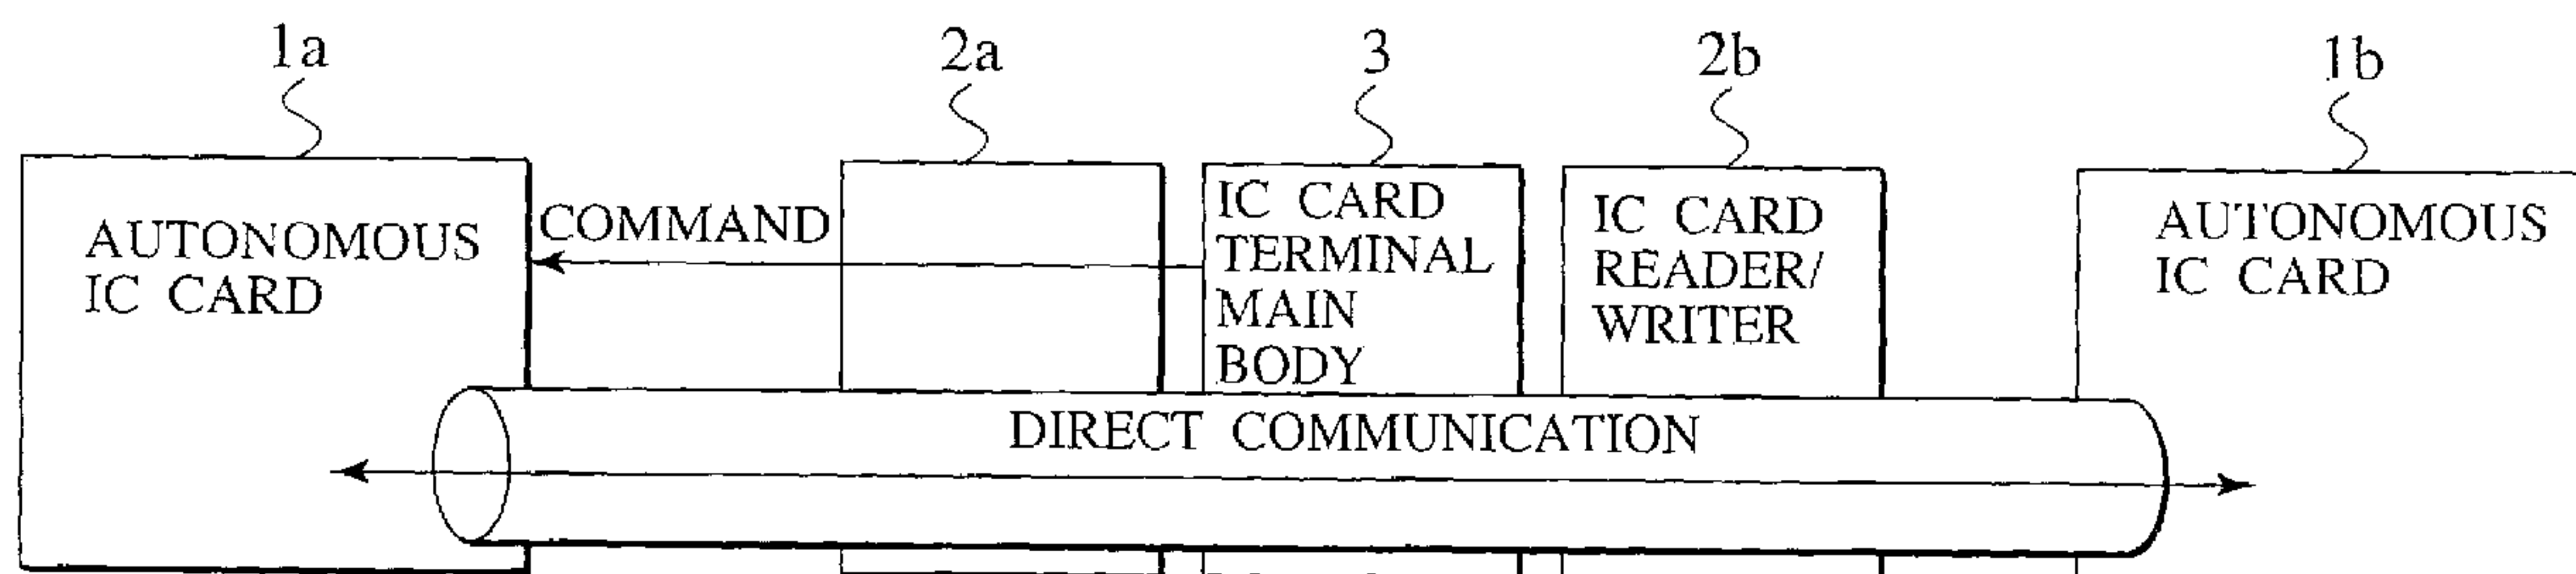 1a
2a
3
2b
1b
AUTONOMOUS
IC CARD
COMMAND
IC CARD
TERMINAL
MAIN
BODY
IC CARD
READER/
WRITER
AUTONOMOUS
IC CARD
DIRECT COMMUNICATION